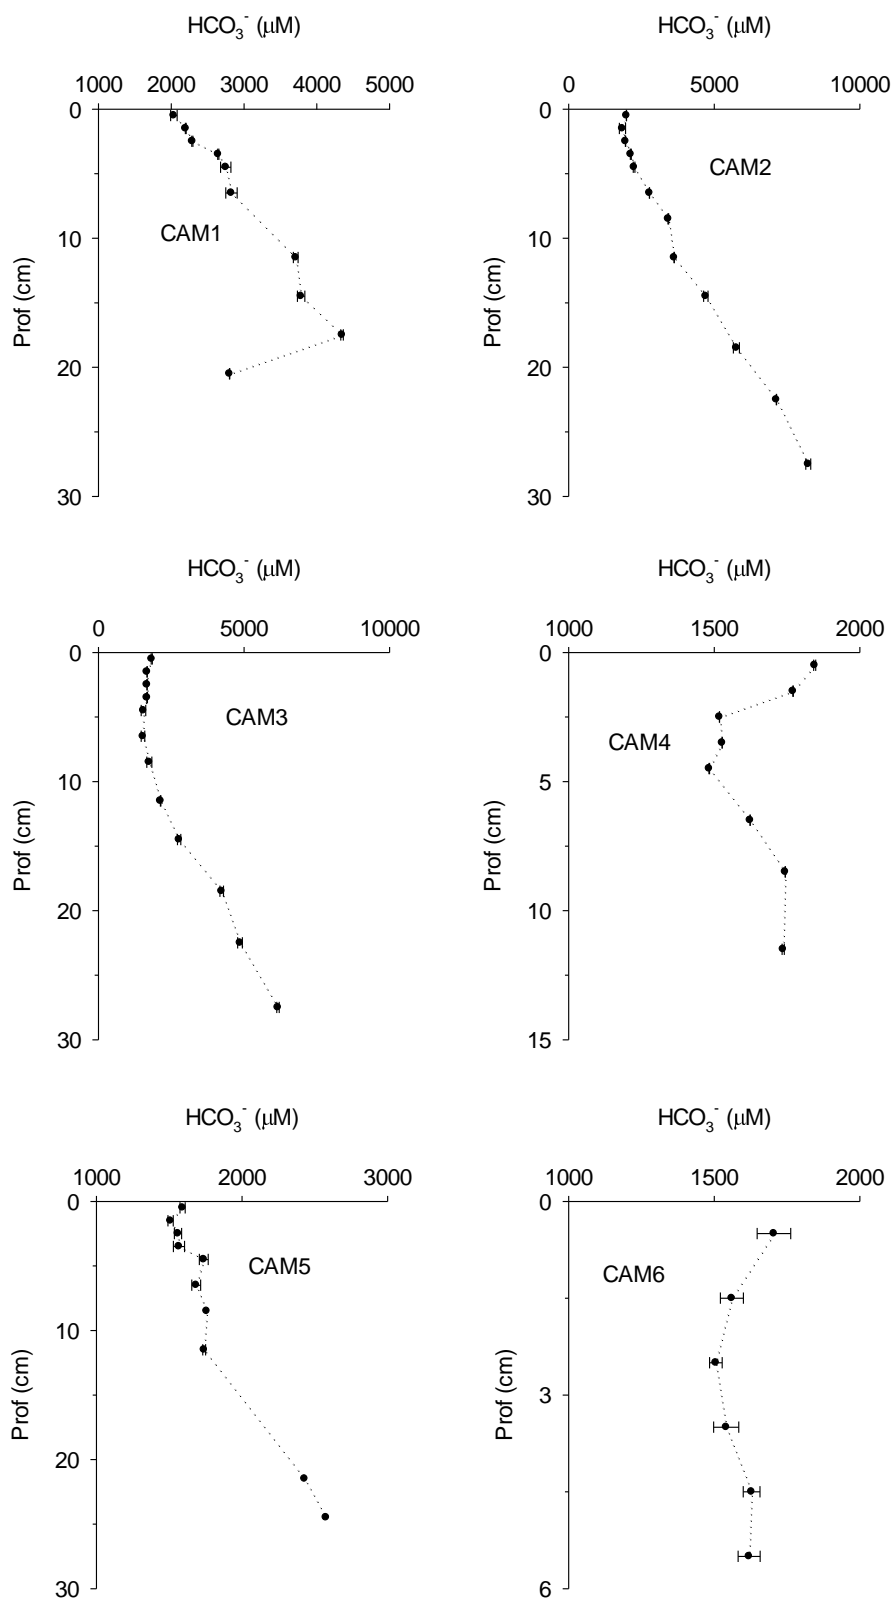 HCO₃⁻ (µM)
HCO₃⁻ (µM)
1000 2000 3000 4000 5000
0 5000 10000
0
10
20
30
Prof (cm)
CAM1
0
10
20
30
Prof (cm)
CAM2
HCO₃⁻ (µM)
HCO₃⁻ (µM)
0 5000 10000
1000 1500 2000
0
10
20
30
Prof (cm)
CAM3
0
5
10
15
Prof (cm)
CAM4
HCO₃⁻ (µM)
HCO₃⁻ (µM)
1000 2000 3000
1000 1500 2000
0
10
20
30
Prof (cm)
CAM5
0
3
6
Prof (cm)
CAM6